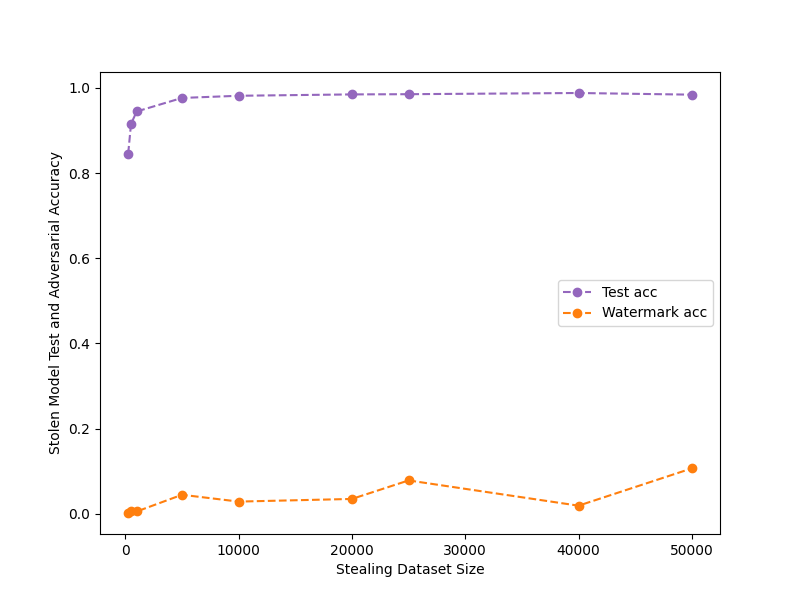 1.0
0.8
0.6
0.4
0.2
0.0
Stolen Model Test and Adversarial Accuracy
Test acc
Watermark acc
0 10000 20000 30000 40000 50000
Stealing Dataset Size